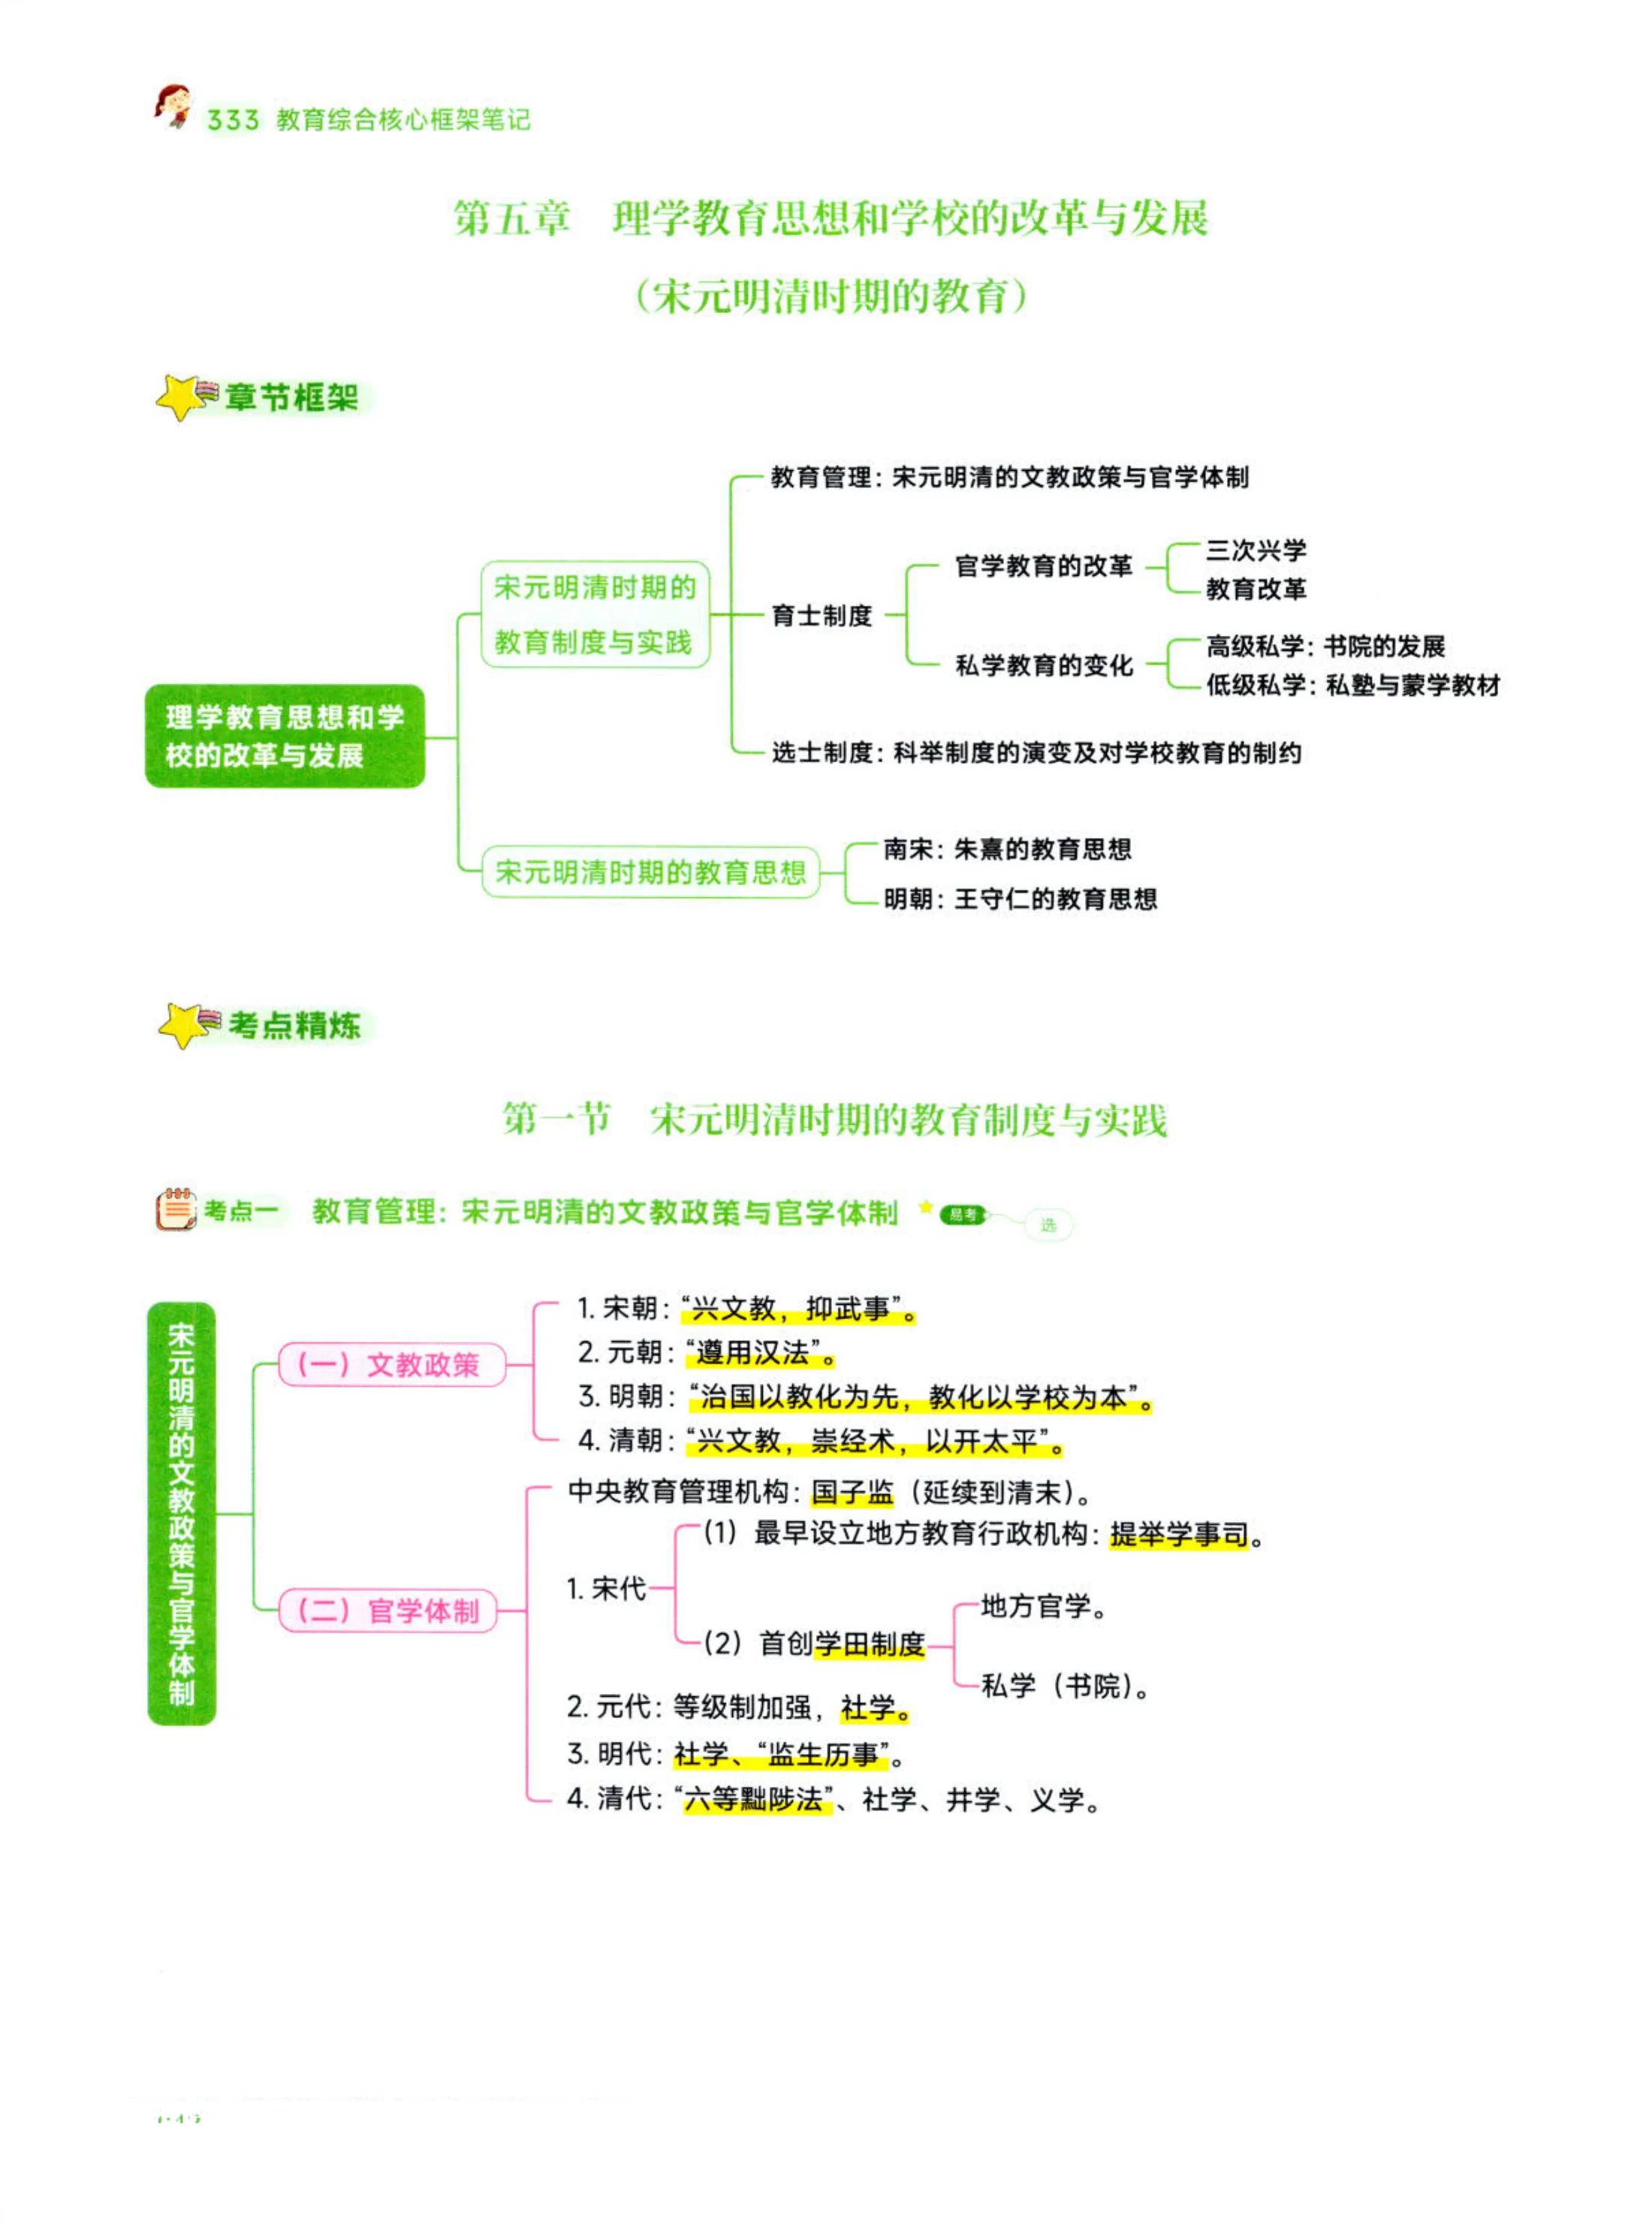 333 教育综合核心框架笔记
第五章 理学教育思想和学校的改革与发展
（宋元明清时期的教育）
章节框架
教育管理：宋元明清的文教政策与官学体制
三次兴学
官学教育的改革
教育改革
宋元明清时期的
教育制度与实践
育士制度
高级私学：书院的发展
私学教育的变化
低级私学：私塾与蒙学教材
理学教育思想和学
校的改革与发展
选士制度：科举制度的演变及对学校教育的制约
南宋：朱熹的教育思想
宋元明清时期的教育思想
明朝：王守仁的教育思想
考点精炼
第一节 宋元明清时期的教育制度与实践
考点一 教育管理：宋元明清的文教政策与官学体制 易考 选
宋元明清的文教政策与官学体制
（一）文教政策
1. 宋朝：“兴文教，抑武事”。
2. 元朝：“遵用汉法”。
3. 明朝：“治国以教化为先，教化以学校为本”。
4. 清朝：“兴文教，崇经术，以开太平”。
（二）官学体制
中央教育管理机构：国子监（延续到清末）。
1. 宋代
（1）最早设立地方教育行政机构：提举学事司。
（2）首创学田制度
地方官学。
私学（书院）。
2. 元代：等级制加强，社学。
3. 明代：社学、“监生历事”。
4. 清代：“六等黜陟法”、社学、井学、义学。